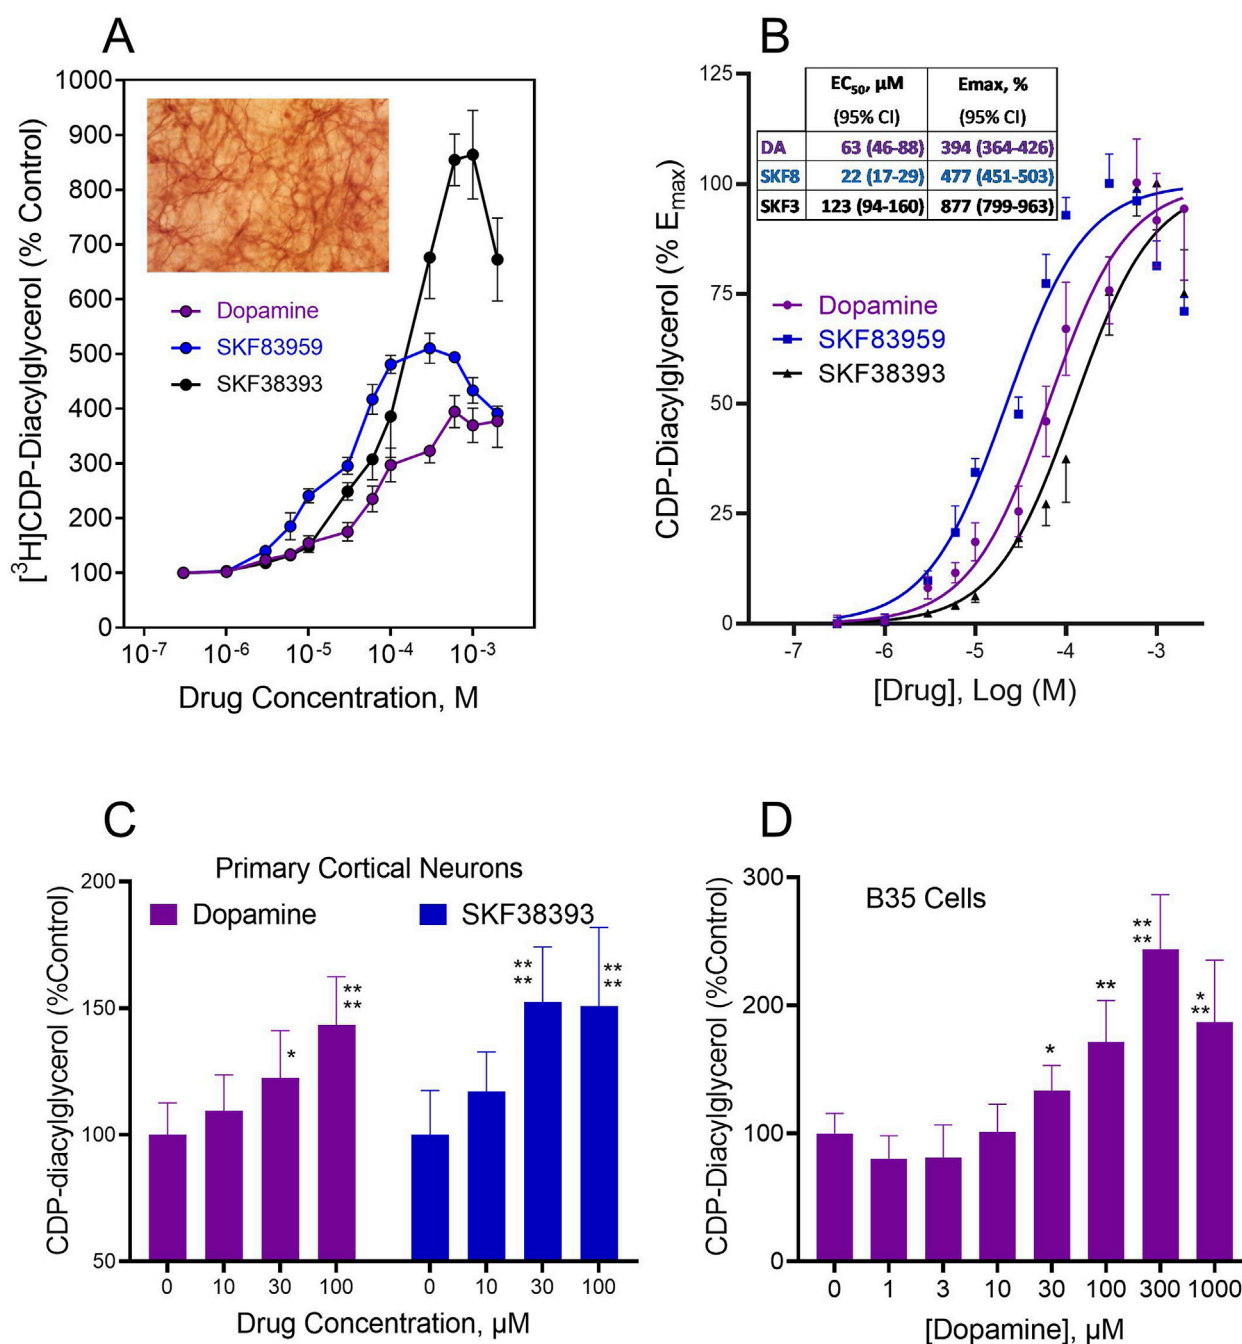 A
[³H]CDP-Diacylglycerol (% Control)
1000
900
800
700
600
500
400
300
200
100
0
Dopamine
SKF83959
SKF38393
10⁻⁷
10⁻⁶
10⁻⁵
10⁻⁴
10⁻³
Drug Concentration, M
B
CDP-Diacylglycerol (% Emax)
125
100
75
50
25
0
EC₅₀, µM Emax, %
(95% CI) (95% CI)
DA 63 (46-88) 394 (364-426)
SKF8 22 (17-29) 477 (451-503)
SKF3 123 (94-160) 877 (799-963)
Dopamine
SKF83959
SKF38393
-7 -6 -5 -4 -3
[Drug], Log (M)
C
Primary Cortical Neurons
CDP-diacylglycerol (%Control)
200
150
100
50
Dopamine
SKF38393
*
**
**
**
**
**
**
0 10 30 100 0 10 30 100
Drug Concentration, µM
D
B35 Cells
CDP-Diacylglycerol (%Control)
300
200
100
0
*
**
**
**
*
**
0 1 3 10 30 100 300 1000
[Dopamine], µM